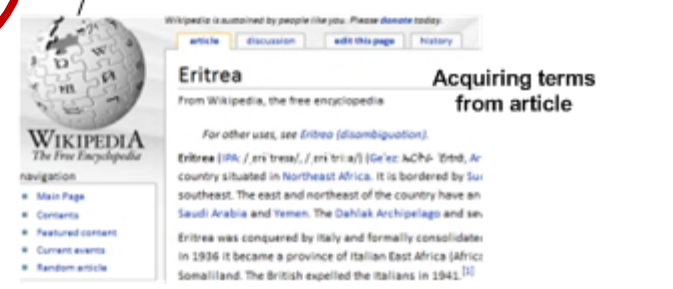 Wikipedia is sustained by people like you. Please donate today.
article discussion edit this page history
Eritrea
Acquiring terms
from article
From Wikipedia, the free encyclopedia
For other uses, see Eritrea (disambiguation).
WIKIPEDIA
The Free Encyclopedia
navigation
Main Page
Contents
Featured content
Current events
Random article
Eritrea (IPA: (Ge'ez:
country situated in Northeast Africa. It is bordered by
southeast. The east and northeast of the country have an
Saudi Arabia and Yemen. The Dahlak Archipelago and
Eritrea was conquered by Italy and formally
In 1936 it became a province of Italian East Africa
Somaliland. The British expelled the Italians in 1941.[1]